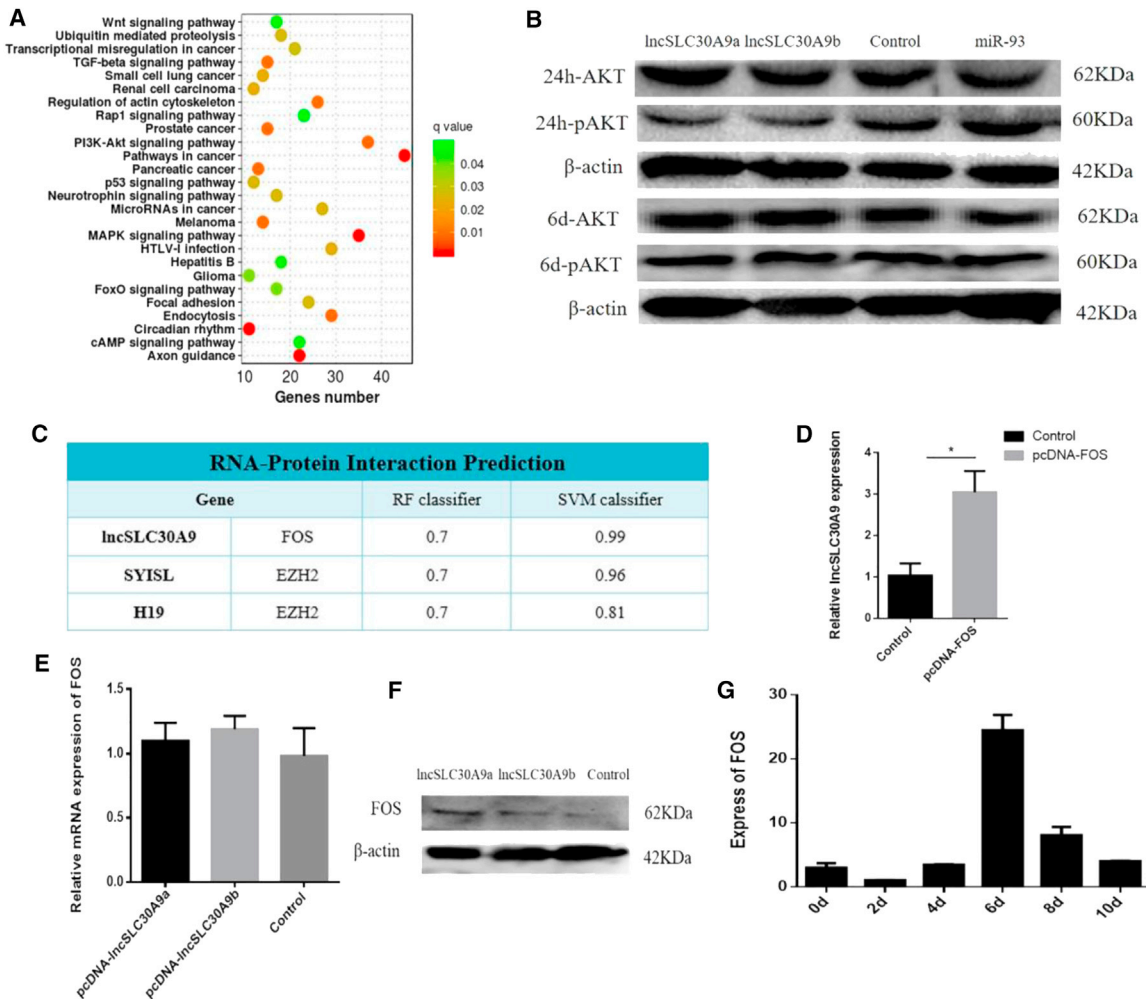 A
Wnt signaling pathway
Ubiquitin mediated proteolysis
Transcriptional misregulation in cancer
TGF-beta signaling pathway
Small cell lung cancer
Renal cell carcinoma
Regulation of actin cytoskeleton
Rap1 signaling pathway
Prostate cancer
PI3K-Akt signaling pathway
Pathways in cancer
Pancreatic cancer
p53 signaling pathway
Neurotrophin signaling pathway
MicroRNAs in cancer
Melanoma
MAPK signaling pathway
HTLV-I infection
Hepatitis B
Glioma
FoxO signaling pathway
Focal adhesion
Endocytosis
Circadian rhythm
cAMP signaling pathway
Axon guidance
10 20 30 40
Genes number
q value
0.04
0.03
0.02
0.01
B
lncSLC30A9a lncSLC30A9b Control miR-93
24h-AKT 62KDa
24h-pAKT 60KDa
β-actin 42KDa
6d-AKT 62KDa
6d-pAKT 60KDa
β-actin 42KDa
C
RNA-Protein Interaction Prediction
Gene RF classifier SVM calssifier
lncSLC30A9 FOS 0.7 0.99
SYISL EZH2 0.7 0.96
H19 EZH2 0.7 0.81
D
Control
pcDNA-FOS
Relative lncSLC30A9 expression
4
3
2
1
0
*
Control pcDNA-FOS
E
Relative mRNA expression of FOS
1.5
1.0
0.5
0.0
pcDNA-lncSLC30A9a pcDNA-lncSLC30A9b Control
F
lncSLC30A9a lncSLC30A9b Control
FOS 62KDa
β-actin 42KDa
G
Express of FOS
30
20
10
0
0d 2d 4d 6d 8d 10d